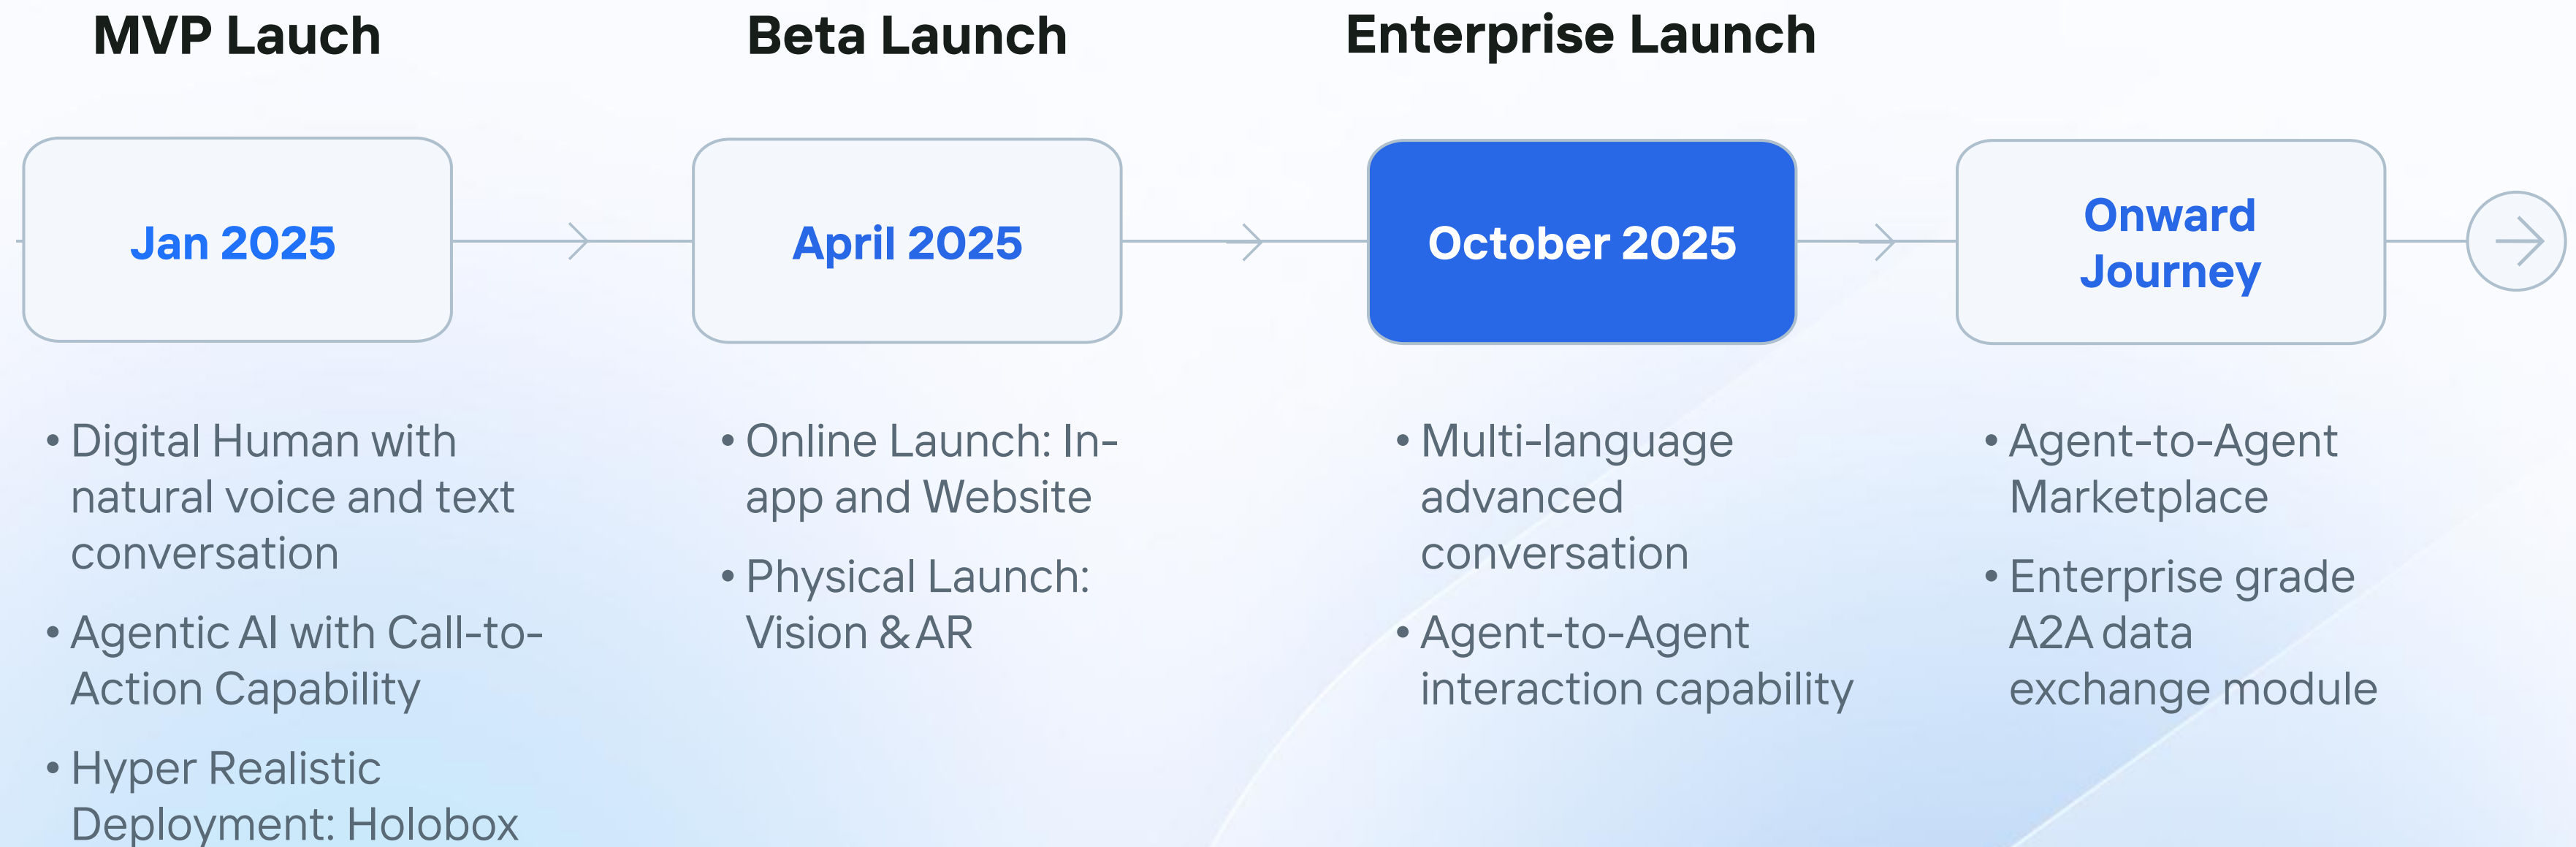 MVP Lauch
Beta Launch
Enterprise Launch
Jan 2025
April 2025
October 2025
Onward
Journey
• Digital Human with
natural voice and text
conversation
• Agentic AI with Call-to-
Action Capability
• Hyper Realistic
Deployment: Holobox
• Online Launch: In-
app and Website
• Physical Launch:
Vision & AR
• Multi-language
advanced
conversation
• Agent-to-Agent
interaction capability
• Agent-to-Agent
Marketplace
• Enterprise grade
A2A data
exchange module